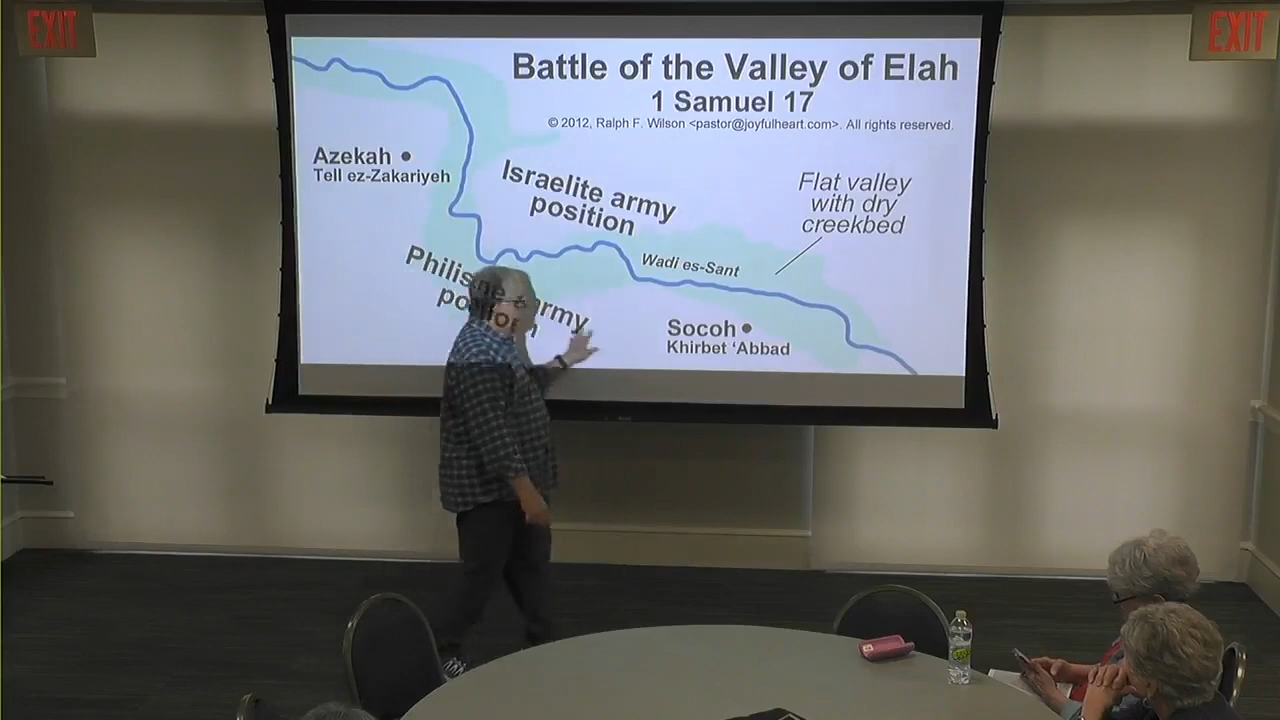 EXIT
EXIT
Battle of the Valley of Elah
1 Samuel 17
© 2012, Ralph F. Wilson <pastor@joyfulheart.com>. All rights reserved.
Azekah
Tell ez-Zakariyeh
Israelite army
position
Flat valley
with dry
creekbed
Wadi es-Sant
Philistine army
position
Socoh
Khirbet ‘Abbad